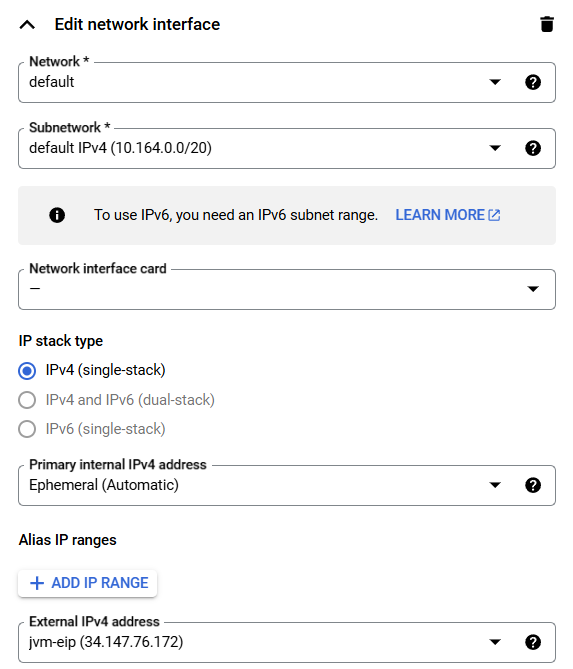 Edit network interface
Network *
default
Subnetwork *
default IPv4 (10.164.0.0/20)
To use IPv6, you need an IPv6 subnet range. LEARN MORE
Network interface card
—
IP stack type
IPv4 (single-stack)
IPv4 and IPv6 (dual-stack)
IPv6 (single-stack)
Primary internal IPv4 address
Ephemeral (Automatic)
Alias IP ranges
+ ADD IP RANGE
External IPv4 address
jvm-eip (34.147.76.172)